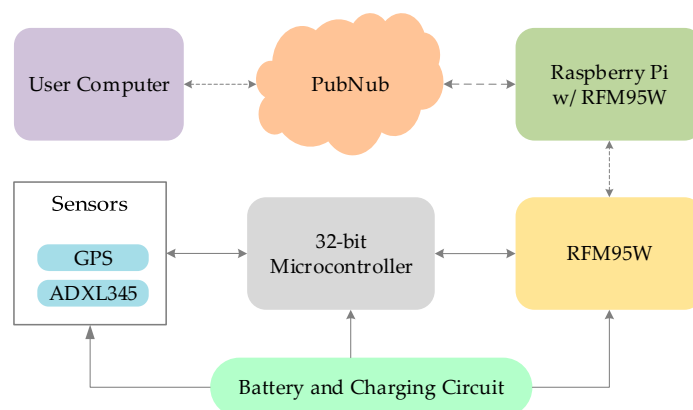 User Computer
PubNub
Raspberry Pi
w/ RFM95W
Sensors
GPS
ADXL345
32-bit
Microcontroller
RFM95W
Battery and Charging Circuit